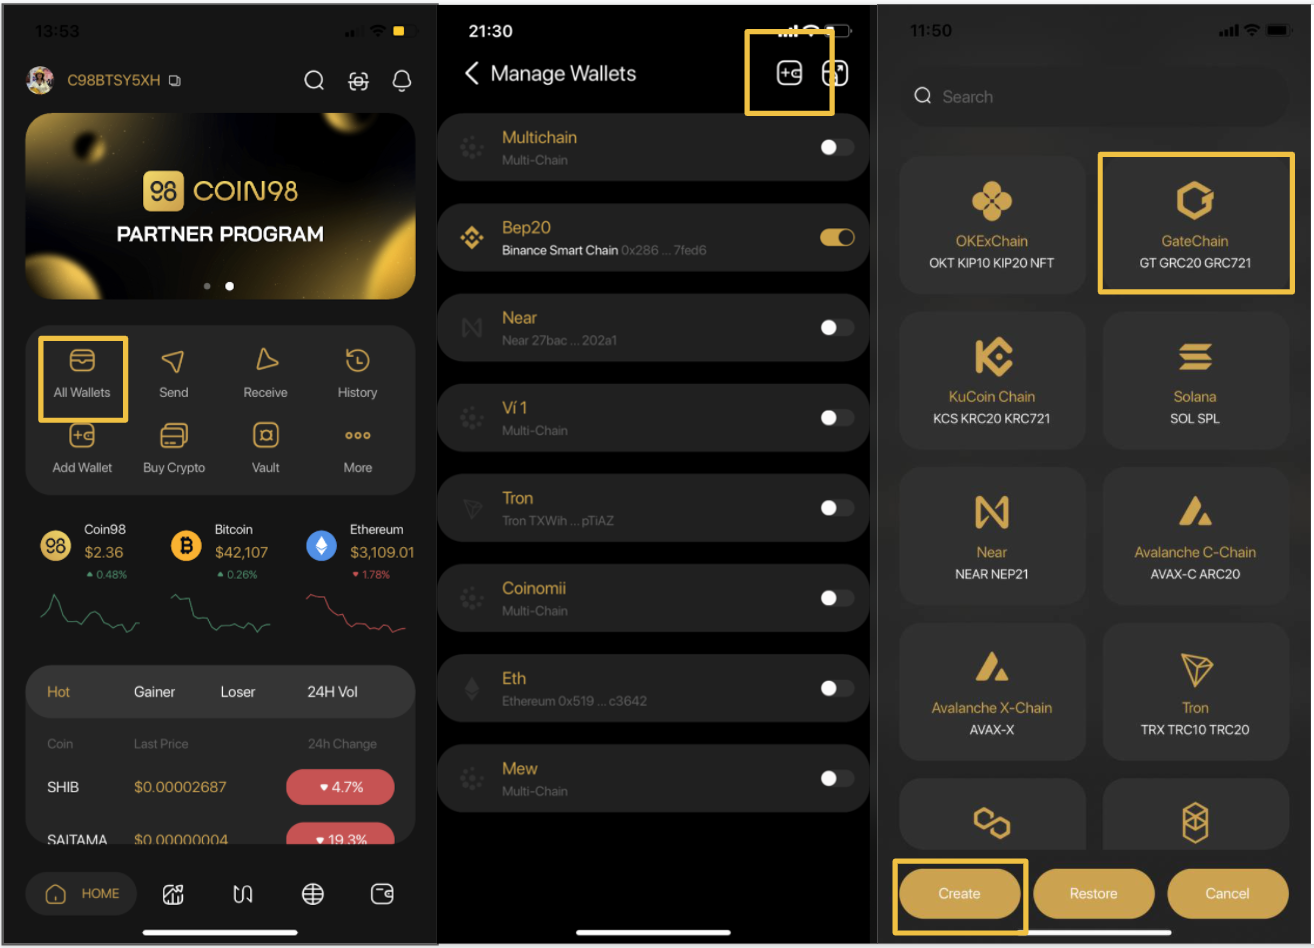 13:53
C98BTSY5XH
98 COIN98
PARTNER PROGRAM
All Wallets
Send
Receive
History
Add Wallet
Buy Crypto
Vault
More
Coin98
$2.36
0.48%
Bitcoin
$42,107
0.26%
Ethereum
$3,109.01
1.78%
Hot
Gainer
Loser
24H Vol
Coin
Last Price
24h Change
SHIB
$0.00002687
4.7%
SAITAMA
$0.00000004
19.3%
HOME
21:30
Manage Wallets
Multichain
Multi-Chain
Bep20
Binance Smart Chain 0x286 ... 7fed6
Near
Near 27bac ... 202a1
Ví 1
Multi-Chain
Tron
Tron TXWih ... pTiAZ
Coinomii
Multi-Chain
Eth
Ethereum 0x519 ... c3642
Mew
Multi-Chain
11:50
Search
OKExChain
OKT KIP10 KIP20 NFT
GateChain
GT GRC20 GRC721
KuCoin Chain
KCS KRC20 KRC721
Solana
SOL SPL
Near
NEAR NEP21
Avalanche C-Chain
AVAX-C ARC20
Avalanche X-Chain
AVAX-X
Tron
TRX TRC10 TRC20
Create
Restore
Cancel